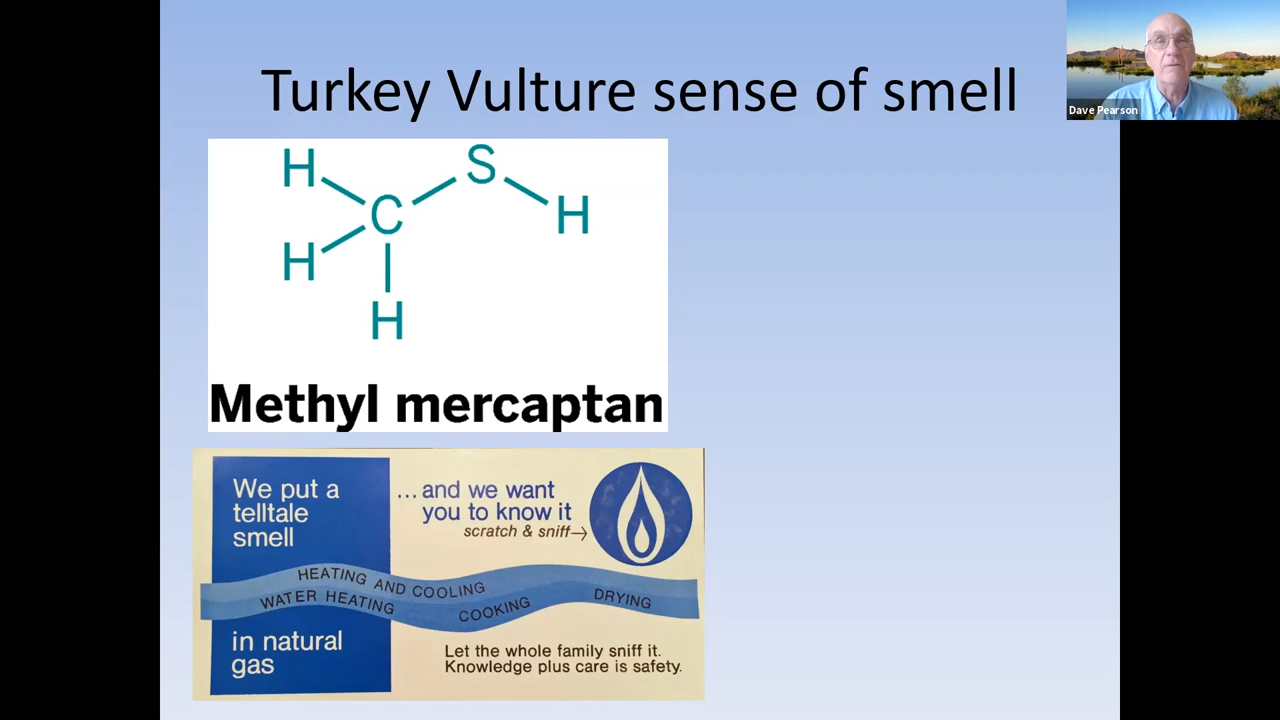 Turkey Vulture sense of smell
Dave Pearson
H
S
C
H
H
H
Methyl mercaptan
We put a
telltale
smell
... and we want
you to know it
scratch & sniff→
HEATING AND COOLING
WATER HEATING
COOKING
DRYING
in natural
gas
Let the whole family sniff it.
Knowledge plus care is safety.